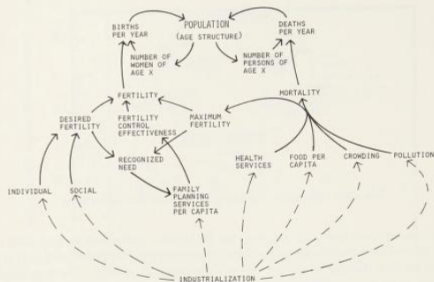 BIRTHS
PER YEAR
POPULATION
(AGE STRUCTURE)
DEATHS
PER YEAR
NUMBER OF
WOMEN OF
AGE X
NUMBER OF
PERSONS OF
AGE X
FERTILITY
MORTALITY
DESIRED
FERTILITY
FERTILITY
CONTROL
EFFECTIVENESS
MAXIMUM
FERTILITY
RECOGNIZED
NEED
HEALTH
SERVICES
FOOD PER
CAPITA
CROWDING
POLLUTION
INDIVIDUAL
SOCIAL
FAMILY
PLANNING
SERVICES
PER CAPITA
INDUSTRIALIZATION